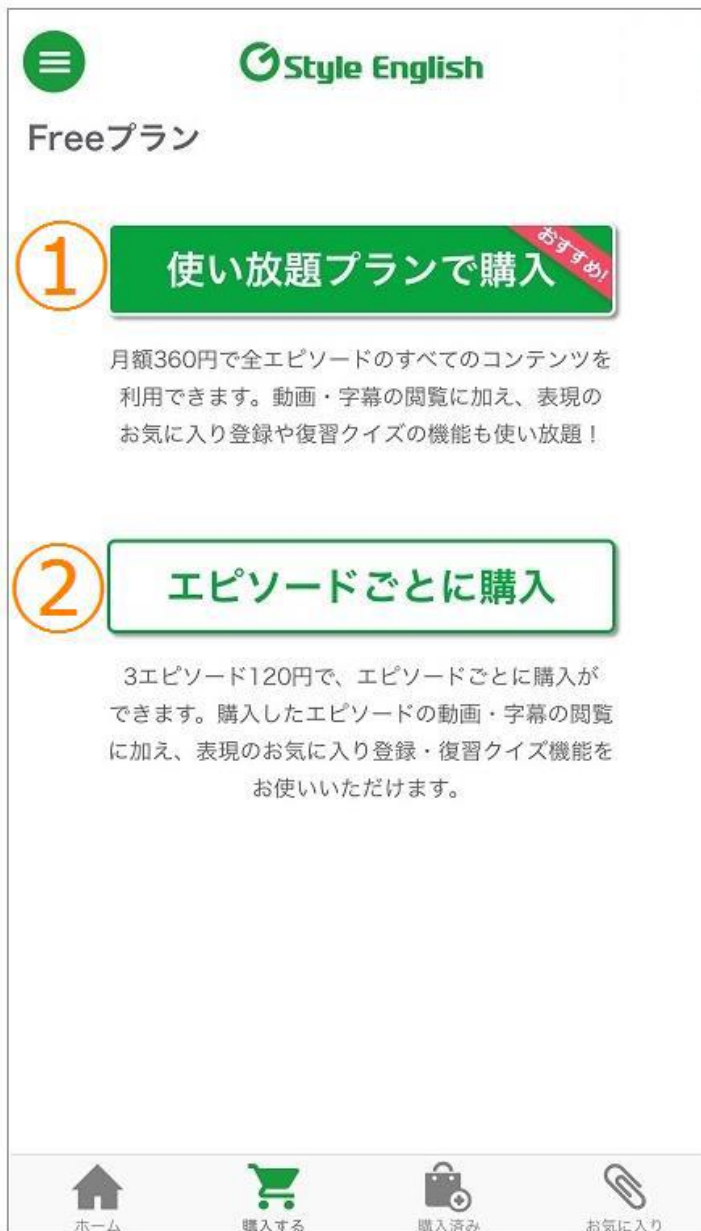 Style English
Freeプラン
①
使い放題プランで購入
おすすめ!
月額360円で全エピソードのすべてのコンテンツを
利用できます。動画・字幕の閲覧に加え、表現の
お気に入り登録や復習クイズの機能も使い放題！
②
エピソードごとに購入
3エピソード120円で、エピソードごとに購入が
できます。購入したエピソードの動画・字幕の閲覧
に加え、表現のお気に入り登録・復習クイズ機能を
お使いいただけます。
ホーム
購入する
購入済み
お気に入り